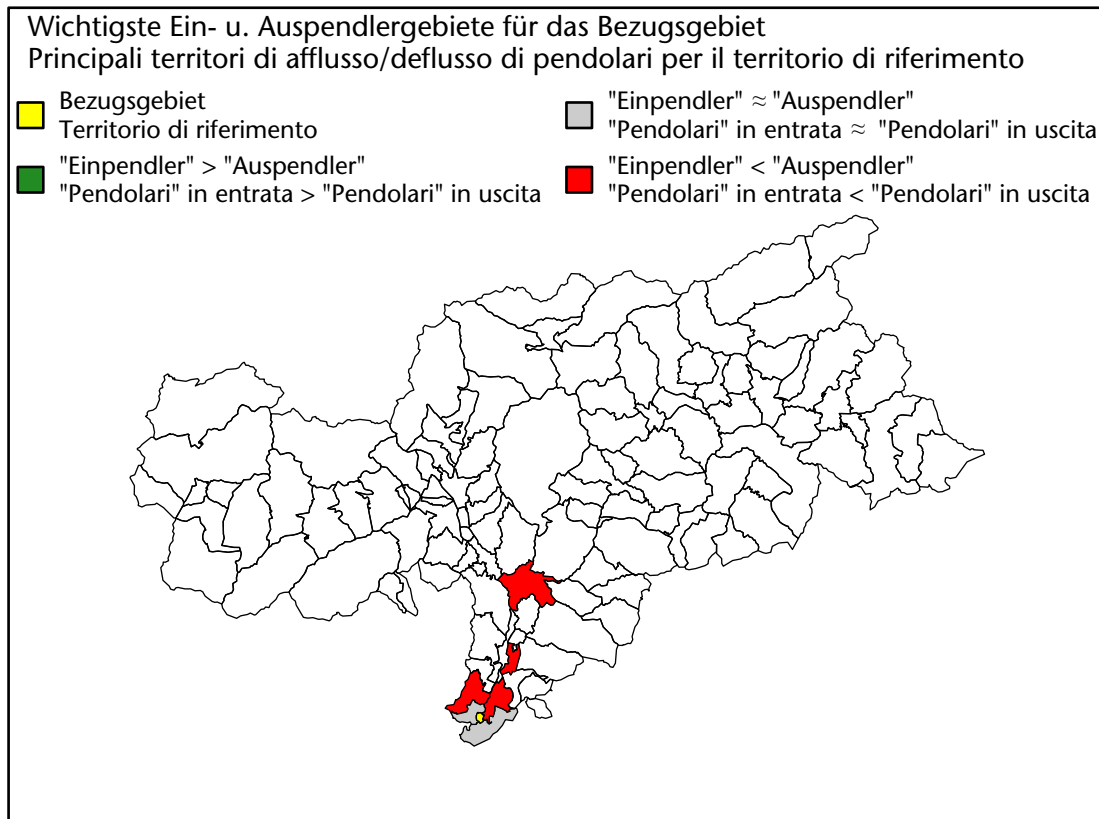 Wichtigste Ein- u. Auspendlergebiete für das Bezugsgebiet
Principali territori di afflusso/deflusso di pendolari per il territorio di riferimento
Bezugsgebiet
Territorio di riferimento
"Einpendler" > "Auspendler"
"Pendolari" in entrata > "Pendolari" in uscita
"Einpendler" ≈ "Auspendler"
"Pendolari" in entrata ≈ "Pendolari" in uscita
"Einpendler" < "Auspendler"
"Pendolari" in entrata < "Pendolari" in uscita